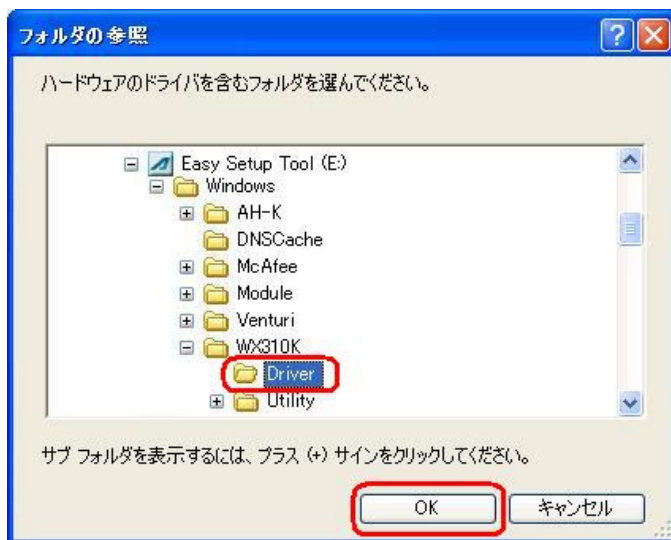 フォルダの参照
ハードウェアのドライバを含むフォルダを選んでください。
Easy Setup Tool (E:)
Windows
AH-K
DNSCache
McAfee
Module
Venturi
WX310K
Driver
Utility
サブ フォルダを表示するには、プラス (+) サインをクリックしてください。
OK
キャンセル